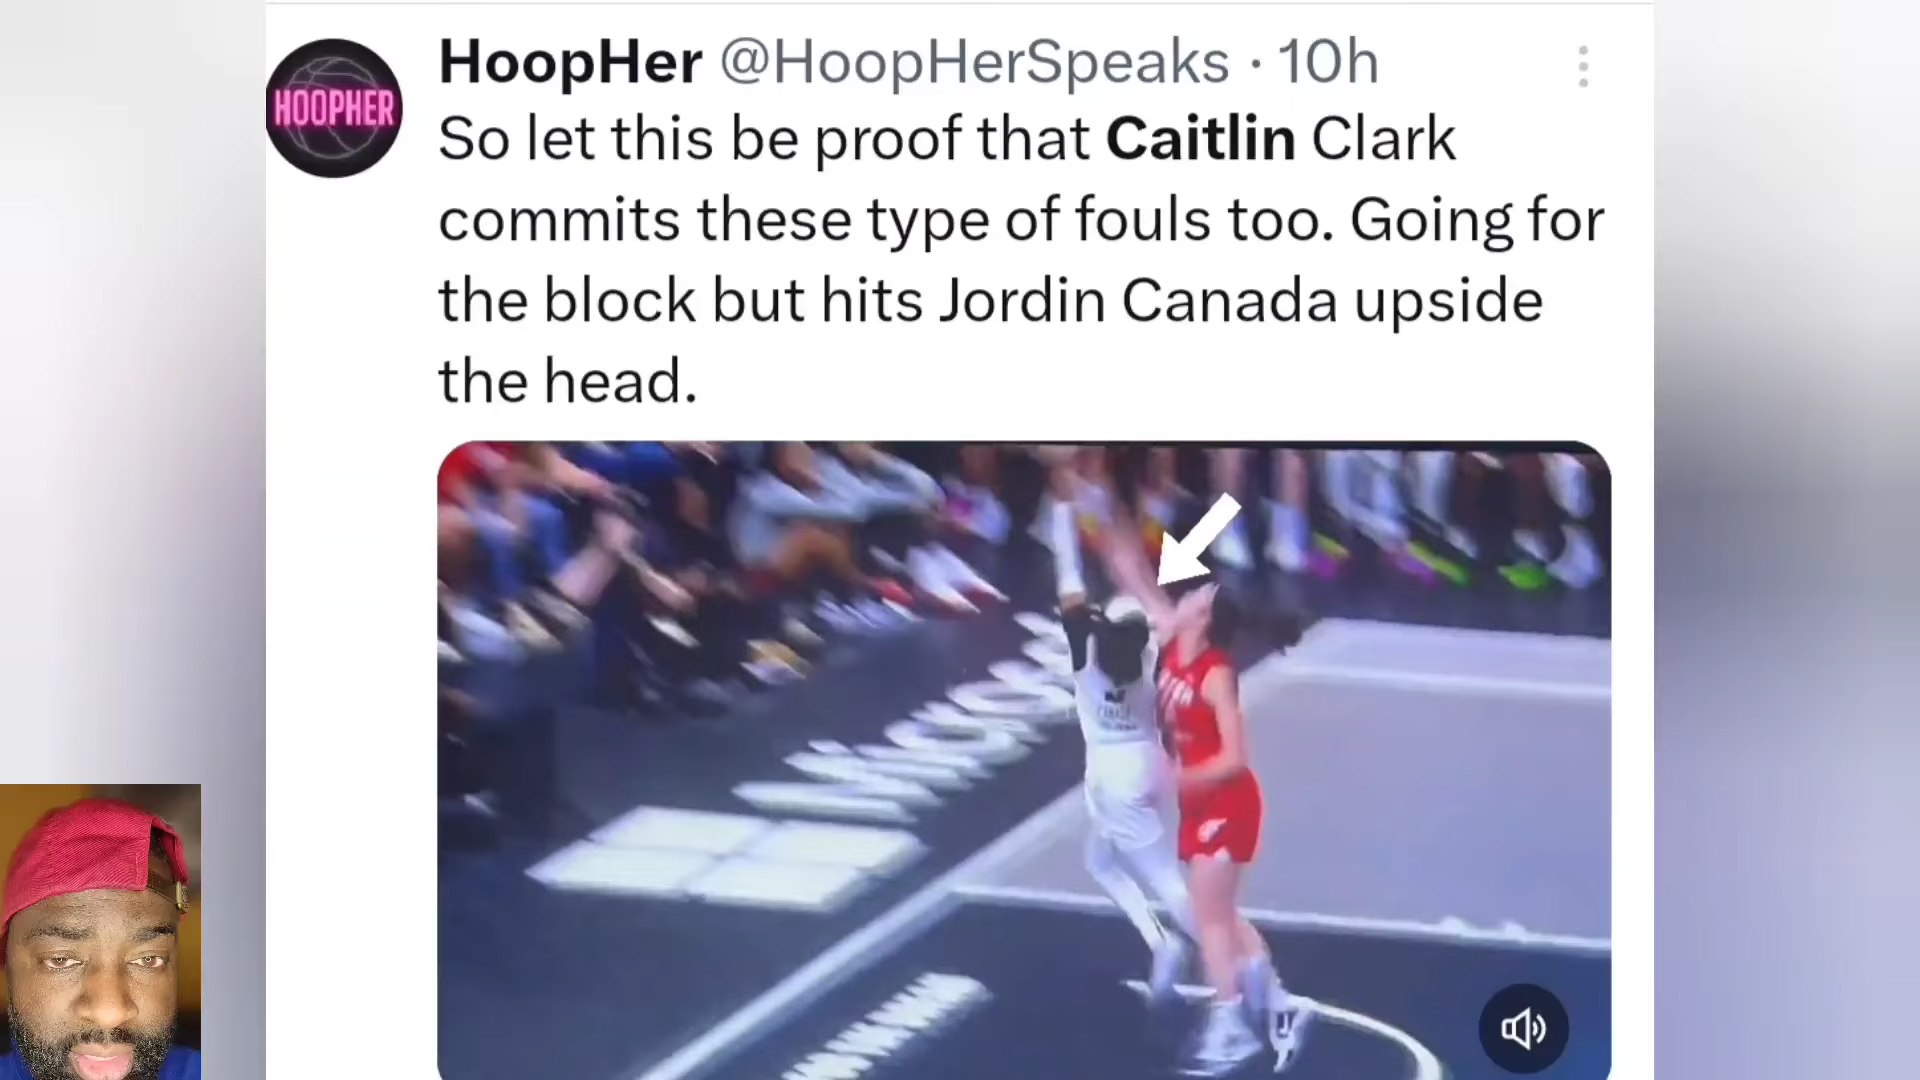 HoopHer @HoopHerSpeaks · 10h
HOOPHER
So let this be proof that Caitlin Clark
commits these type of fouls too. Going for
the block but hits Jordin Canada upside
the head.